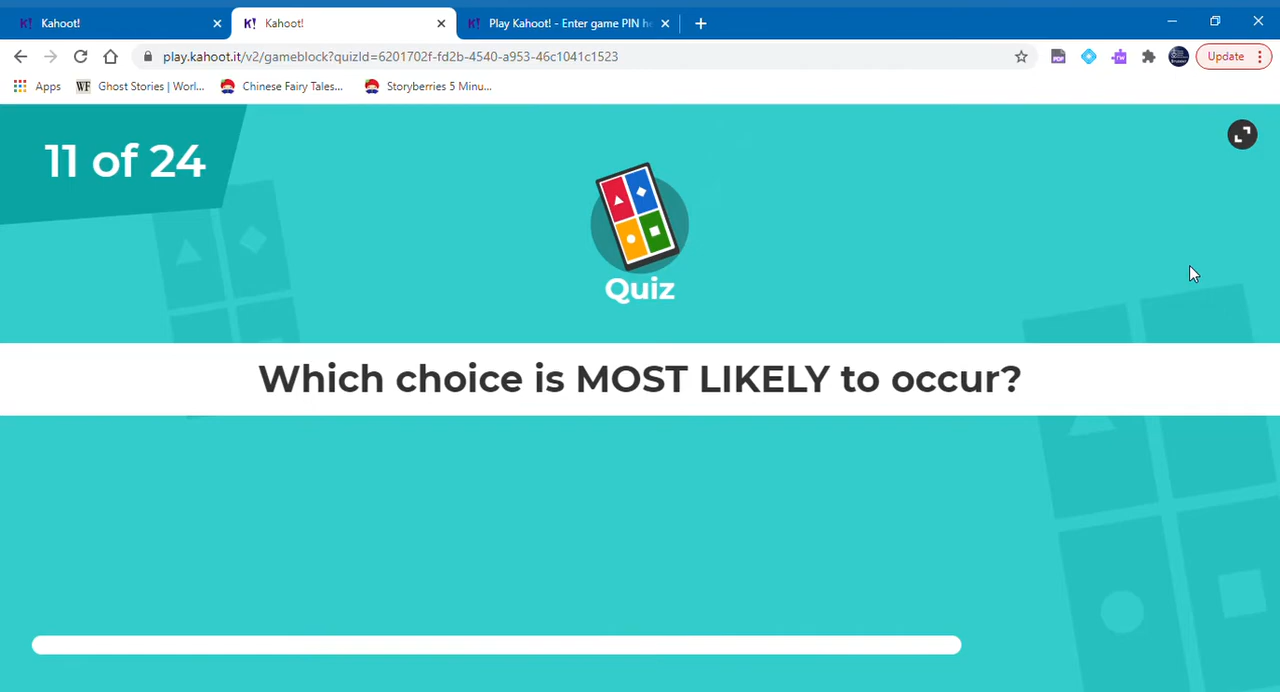 Kahoot!
Kahoot!
Play Kahoot! - Enter game PIN he
play.kahoot.it/v2/gameblock?quizId=6201702f-fd2b-4540-a953-46c1041c1523
Update
Apps
Ghost Stories | Worl...
Chinese Fairy Tales...
Storyberries 5 Minu...
11 of 24
Quiz
Which choice is MOST LIKELY to occur?